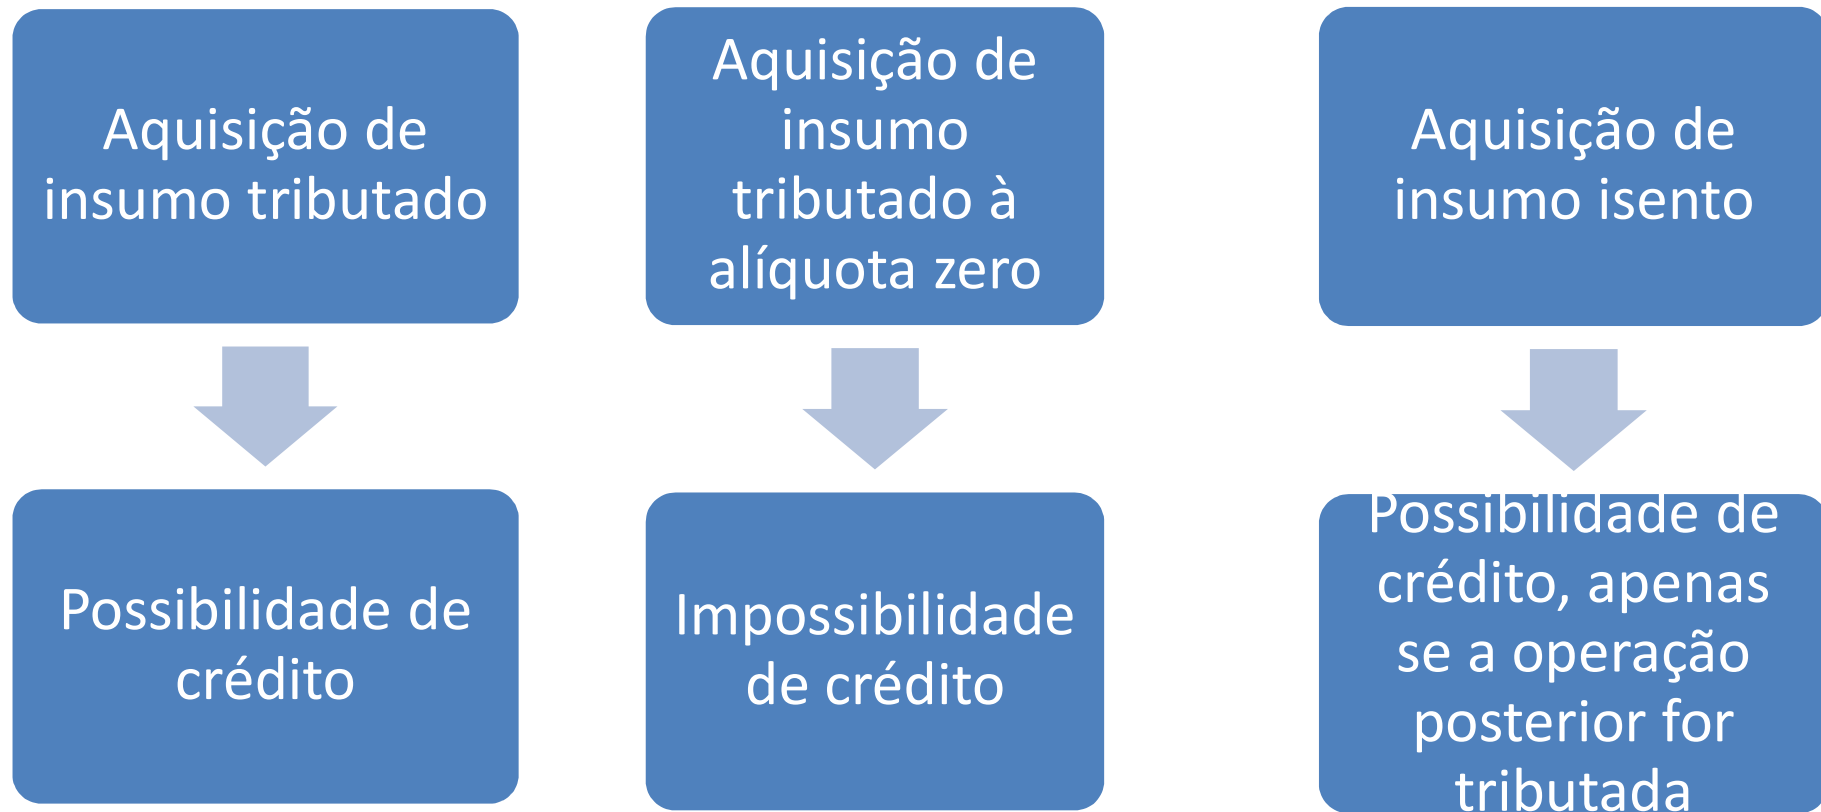 Aquisição de
insumo tributado
Possibilidade de
crédito
Aquisição de
insumo
tributado à
alíquota zero
Impossibilidade
de crédito
Aquisição de
insumo isento
Possibilidade de
crédito, apenas
se a operação
posterior for
tributada